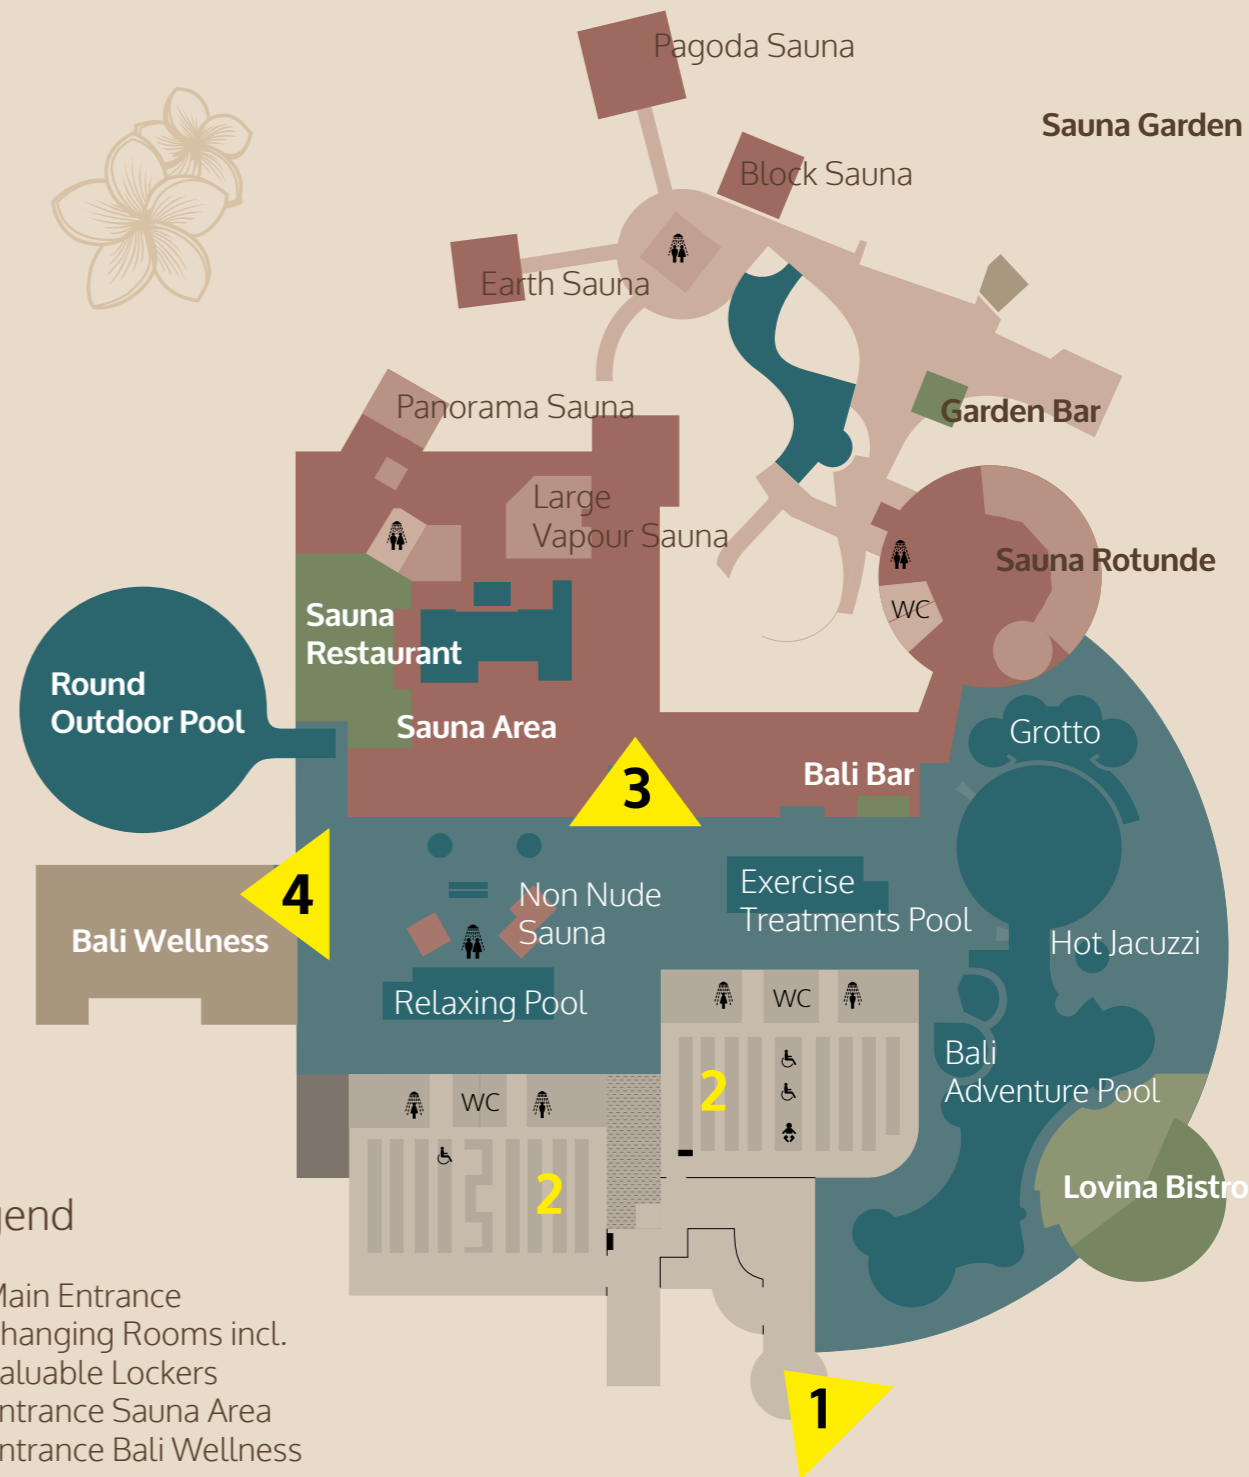 Pagoda Sauna
Sauna Garden
Block Sauna
Earth Sauna
Panorama Sauna
Garden Bar
Large
Vapour Sauna
Sauna Rotunde
WC
Sauna
Restaurant
Round
Outdoor Pool
Sauna Area
Grotto
3
Bali Bar
4
Non Nude
Sauna
Exercise
Treatments Pool
Bali Wellness
Hot Jacuzzi
Relaxing Pool
WC
Bali
Adventure Pool
2
WC
2
Lovina Bistro
gend
Main Entrance
hanging Rooms incl.
aluable Lockers
ntrance Sauna Area
ntrance Bali Wellness
1